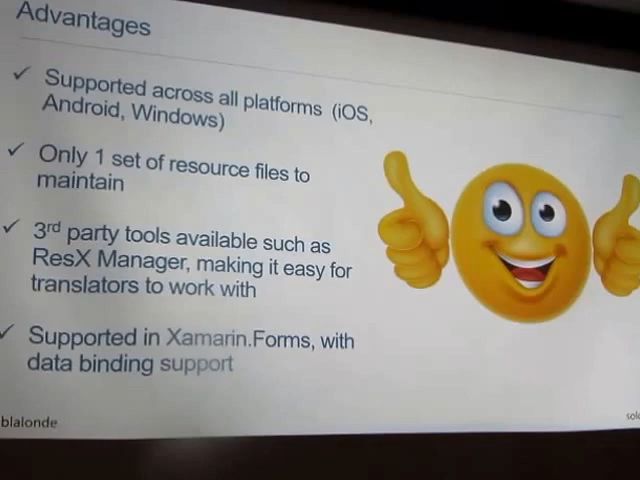 Advantages
✓ Supported across all platforms (iOS,
Android, Windows)
✓ Only 1 set of resource files to
maintain
✓ 3rd party tools available such as
ResX Manager, making it easy for
translators to work with
✓ Supported in Xamarin.Forms, with
data binding support
blalonde